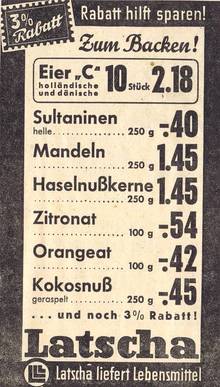 3% Rabatt
Rabatt hilft sparen!
Zum Backen!
Eier „C“ 10 Stück 2.18
holländische
und dänische
Sultaninen
helle . . . . . . . . 250 g -.40
Mandeln
. . . . . . . . 250 g 1.45
Haselnußkerne
. . . . . . . . 250 g 1.45
Zitronat
. . . . . . . . 100 g -.54
Orangeat
. . . . . . . . 100 g -.42
Kokosnuß
geraspelt . . . . . 250 g -.45
. . . und noch 3% Rabatt!
Latscha
LLL Latscha liefert Lebensmittel